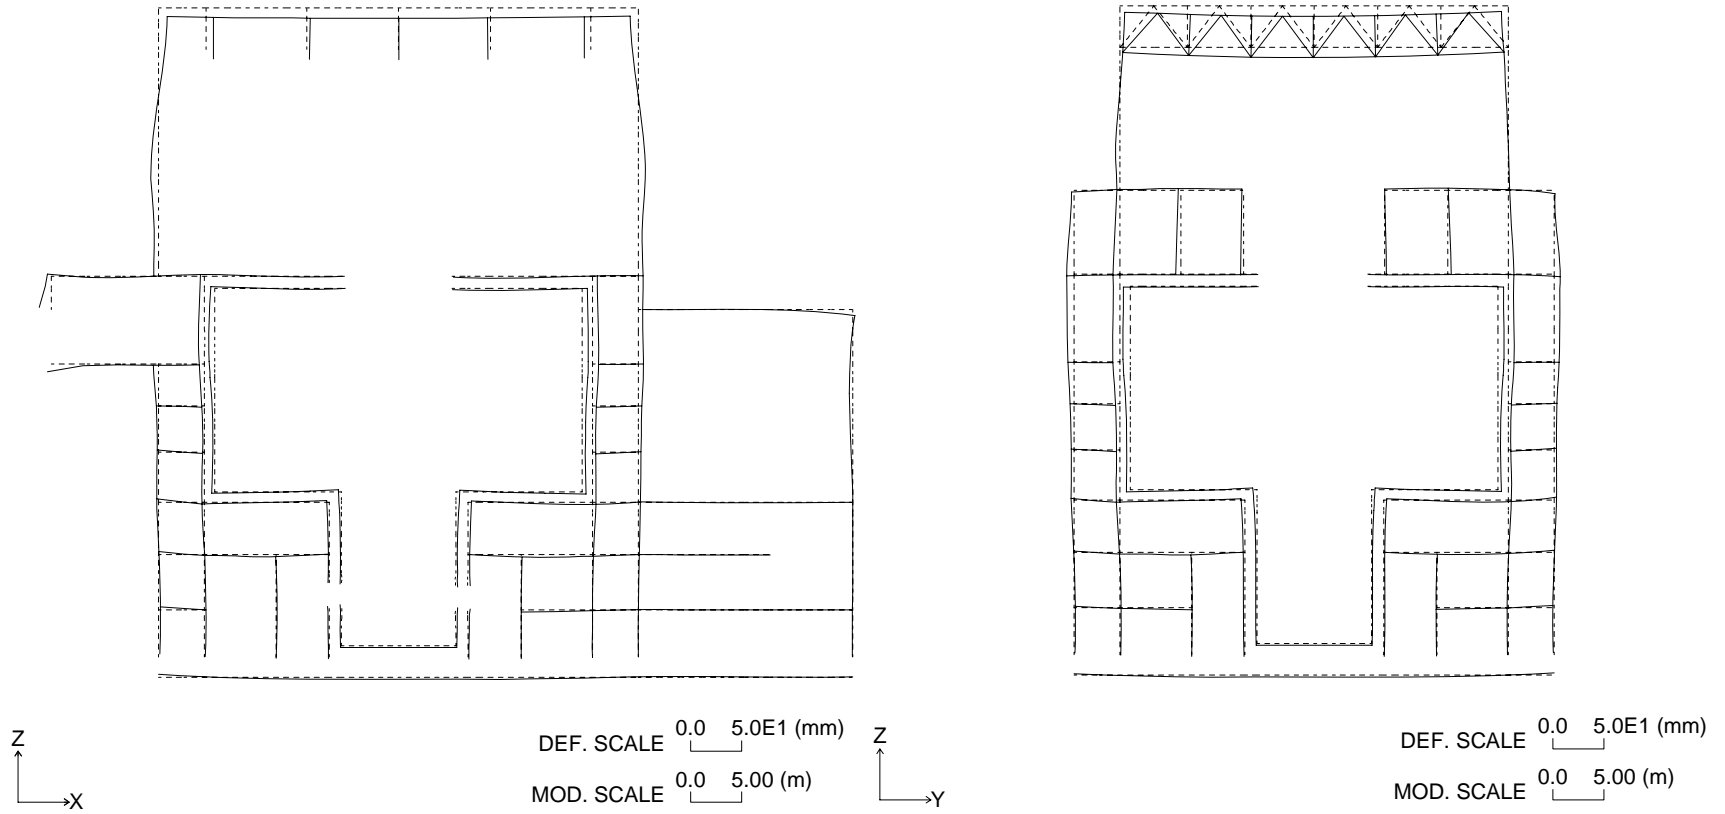 0.0 5.0E1 (mm)
DEF. SCALE
0.0 5.00 (m)
MOD. SCALE
Z
X
0.0 5.0E1 (mm)
DEF. SCALE
0.0 5.00 (m)
MOD. SCALE
Z
Y